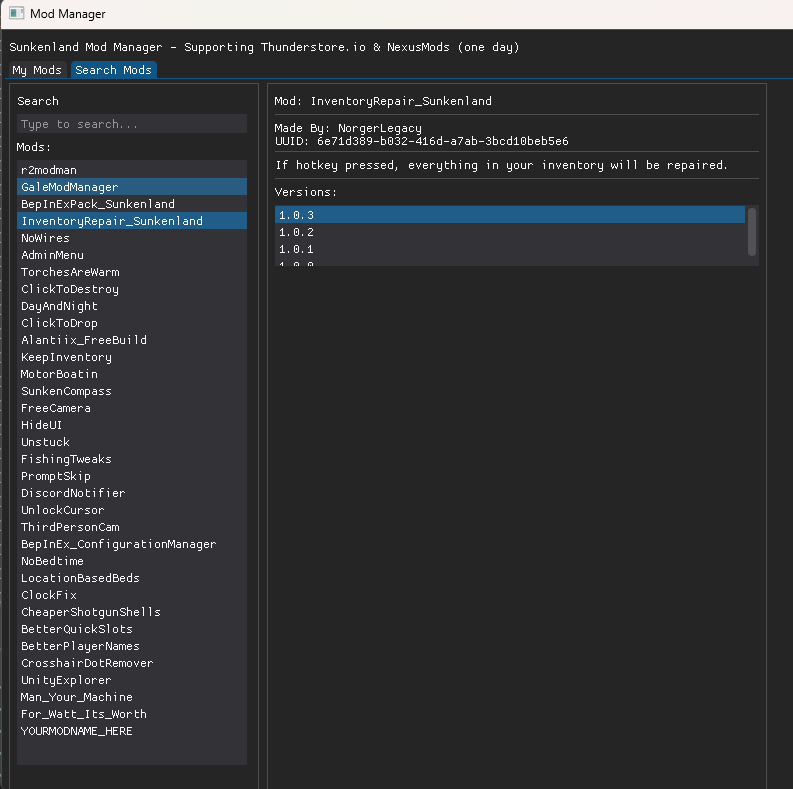 Mod Manager
Sunkenland Mod Manager - Supporting Thunderstore.io & NexusMods (one day)
My Mods
Search Mods
Search
Type to search...
Mods:
r2modman
GaleModManager
BepInExPack_Sunkenland
InventoryRepair_Sunkenland
NoWires
AdminMenu
TorchesAreWarm
ClickToDestroy
DayAndNight
ClickToDrop
Alantiix_FreeBuild
KeepInventory
MotorBoatin
SunkenCompass
FreeCamera
HideUI
Unstuck
FishingTweaks
PromptSkip
DiscordNotifier
UnlockCursor
ThirdPersonCam
BepInEx_ConfigurationManager
NoBedtime
LocationBasedBeds
ClockFix
CheaperShotgunShells
BetterQuickSlots
BetterPlayerNames
CrosshairDotRemover
UnityExplorer
Man_Your_Machine
For_Watt_Its_Worth
YOURMODNAME_HERE
Mod: InventoryRepair_Sunkenland
Made By: NorgerLegacy
UUID: 6e71d389-b032-416d-a7ab-3bcd10beb5e6
If hotkey pressed, everything in your inventory will be repaired.
Versions:
1.0.3
1.0.2
1.0.1
1.0.0